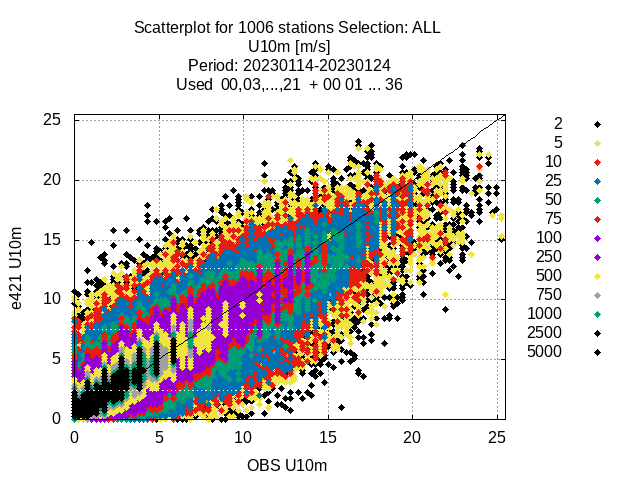 Scatterplot for 1006 stations Selection: ALL
U10m [m/s]
Period: 20230114-20230124
Used  00,03,...,21  + 00 01 ... 36
25
20
15
10
5
0
e421 U10m
0 5 10 15 20 25
OBS U10m
2
5
10
25
50
75
100
250
500
750
1000
2500
5000